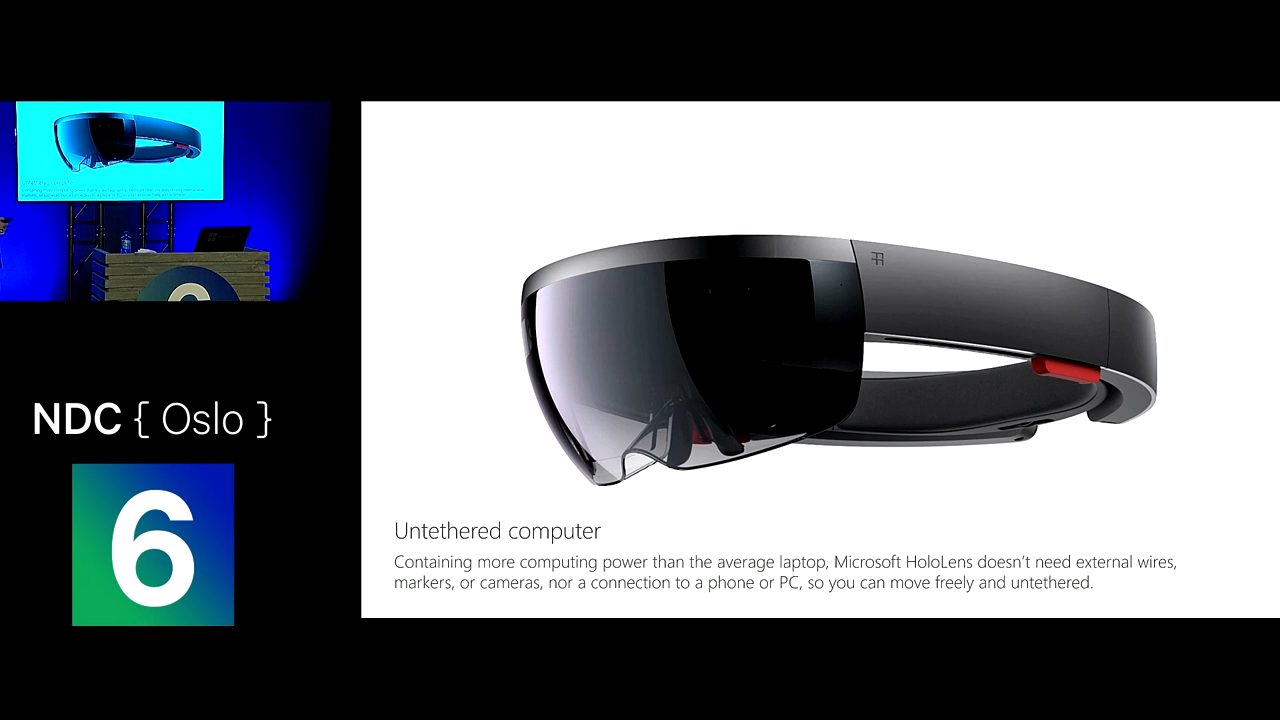 NDC { Oslo }
6
Untethered computer
Containing more computing power than the average laptop, Microsoft HoloLens doesn't need external wires,
markers, or cameras, nor a connection to a phone or PC, so you can move freely and untethered.